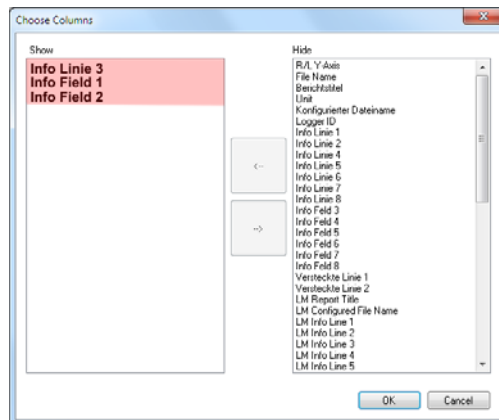 Choose Columns
Show
Info Linie 3
Info Field 1
Info Field 2
<--
-->
Hide
R/L Y-Axis
File Name
Berichtstitel
Unit
Konfigurierter Dateiname
Logger ID
Info Linie 1
Info Linie 2
Info Linie 4
Info Linie 5
Info Linie 6
Info Linie 7
Info Linie 8
Info Feld 3
Info Feld 4
Info Feld 5
Info Feld 6
Info Feld 7
Info Feld 8
Versteckte Linie 1
Versteckte Linie 2
LM Report Title
LM Configured File Name
LM Info Line 1
LM Info Line 2
LM Info Line 3
LM Info Line 4
LM Info Line 5
OK
Cancel